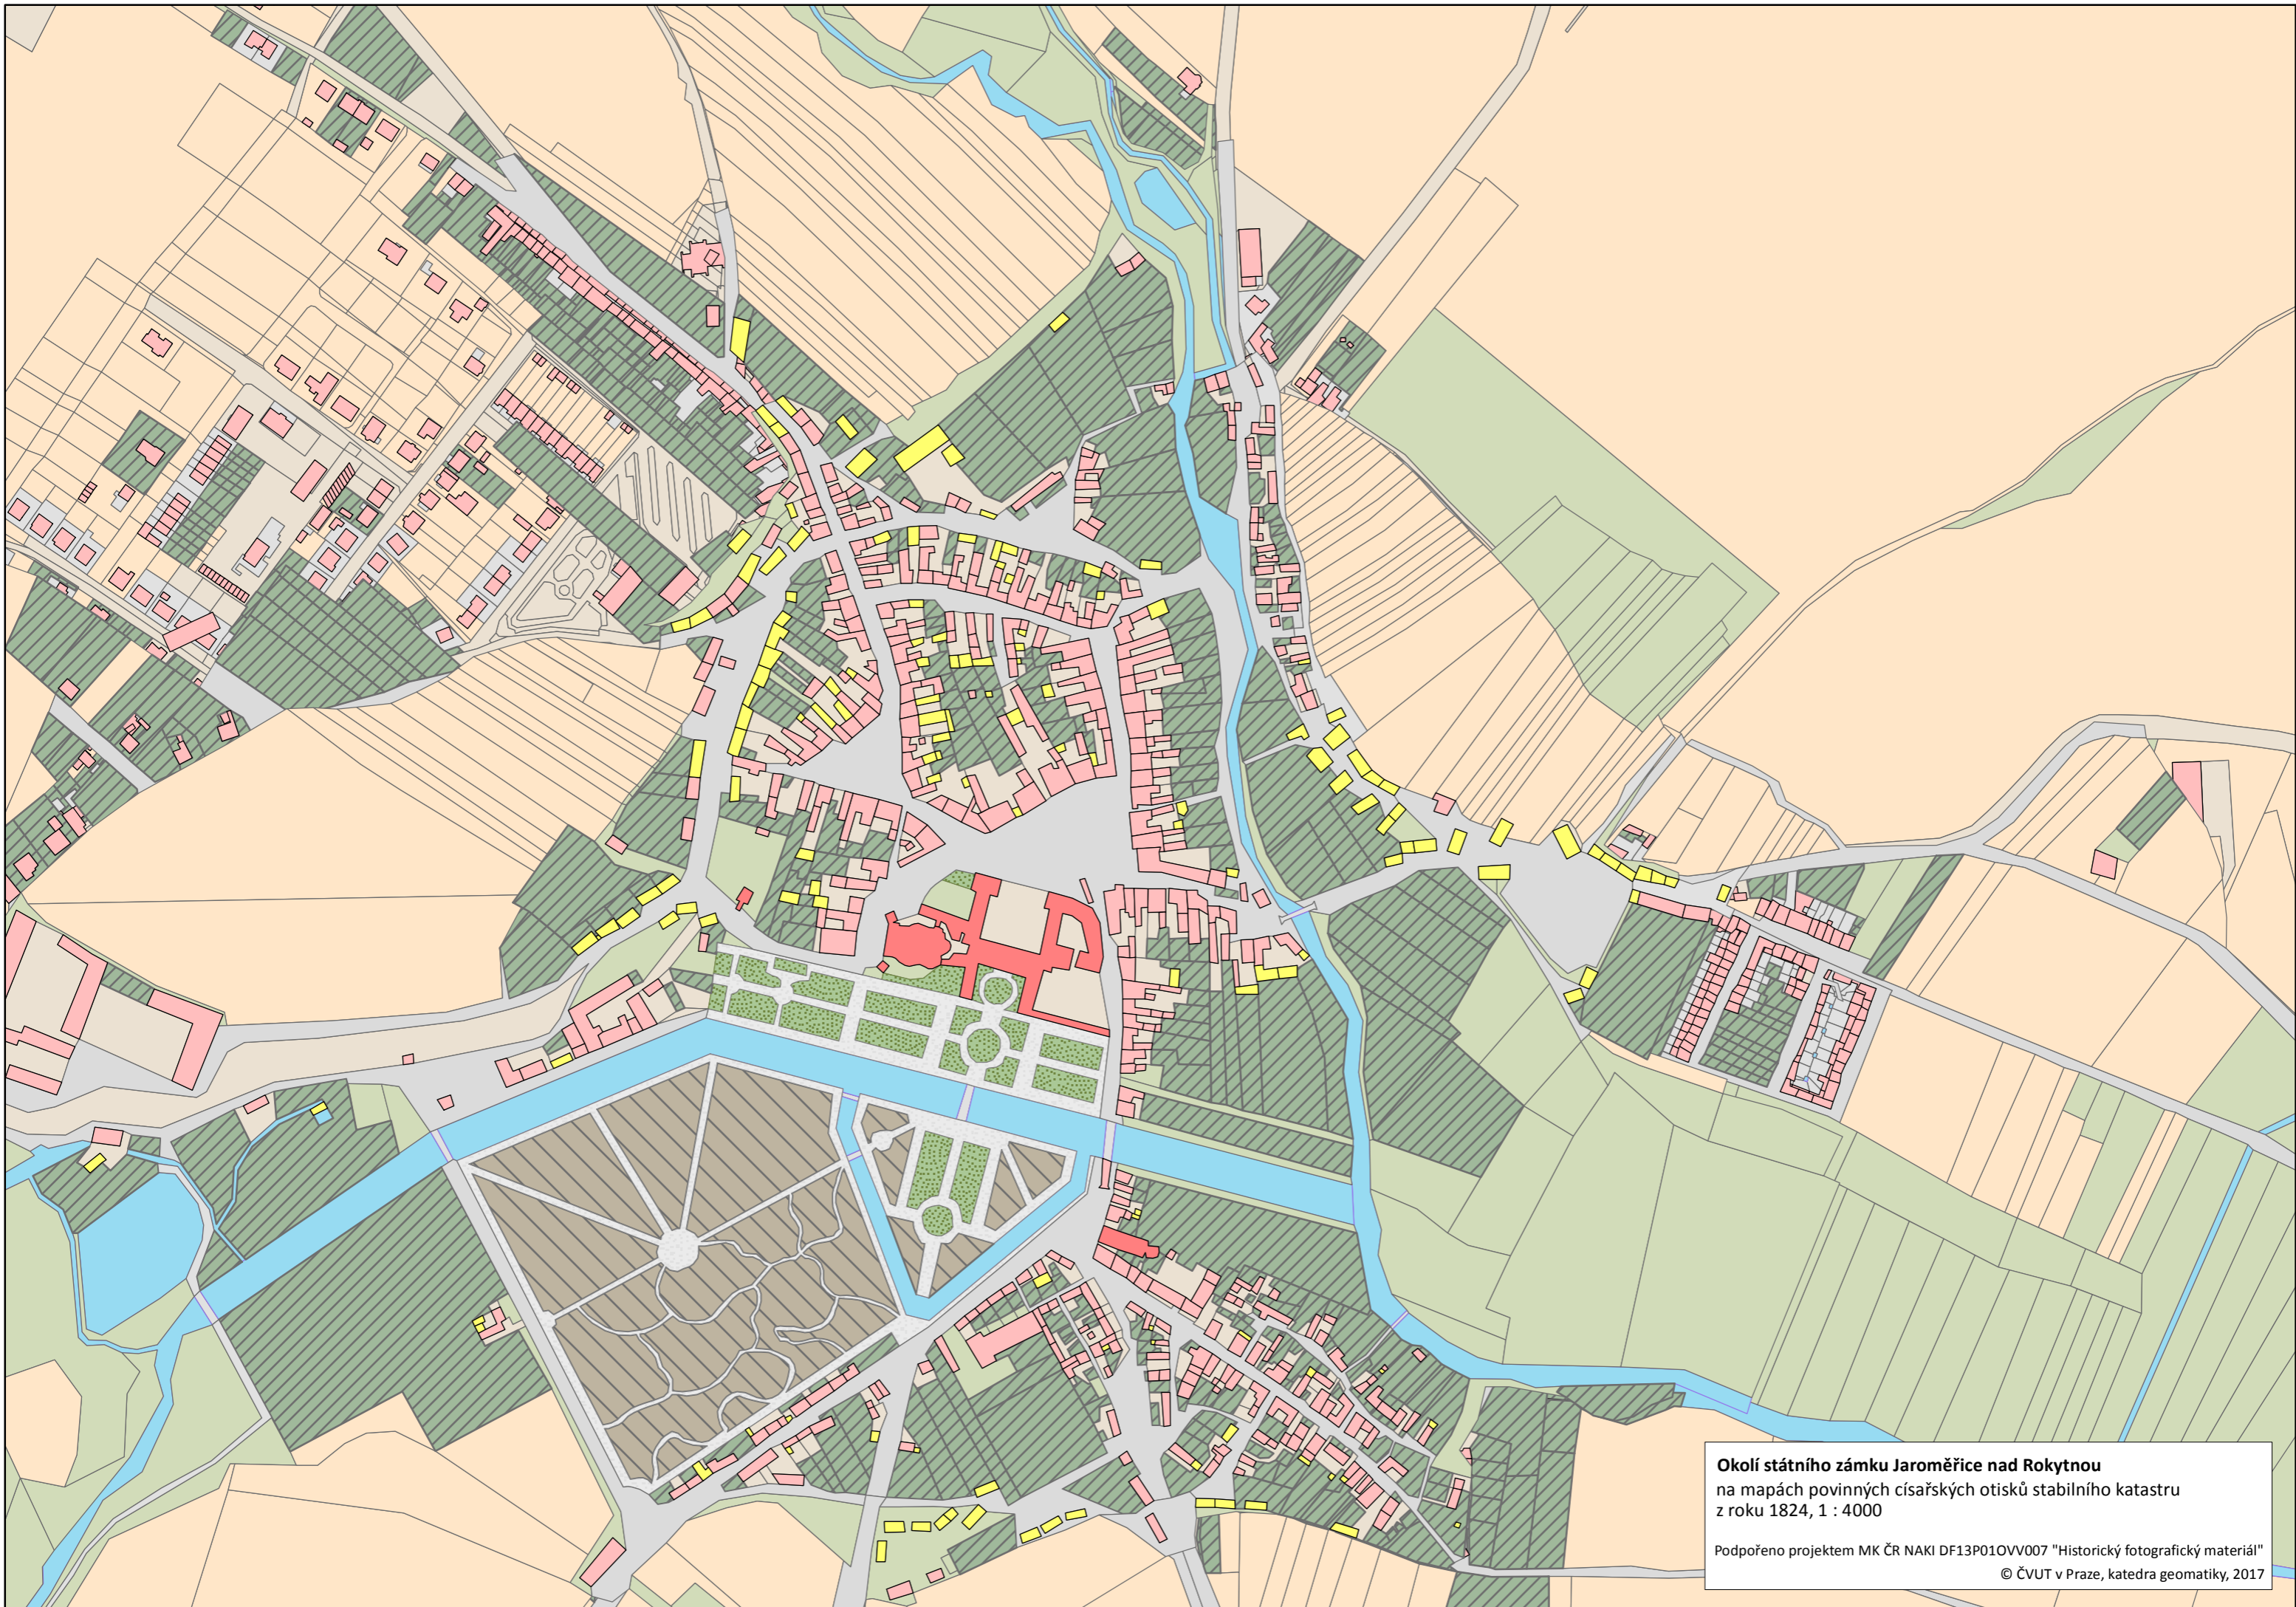 Okolí státního zámku Jaroměřice nad Rokytnou
na mapách povinných císařských otisků stabilního katastru
z roku 1824, 1 : 4000
Podpořeno projektem MK ČR NAKI DF13P01OVV007 "Historický fotografický materiál"
© ČVUT v Praze, katedra geomatiky, 2017